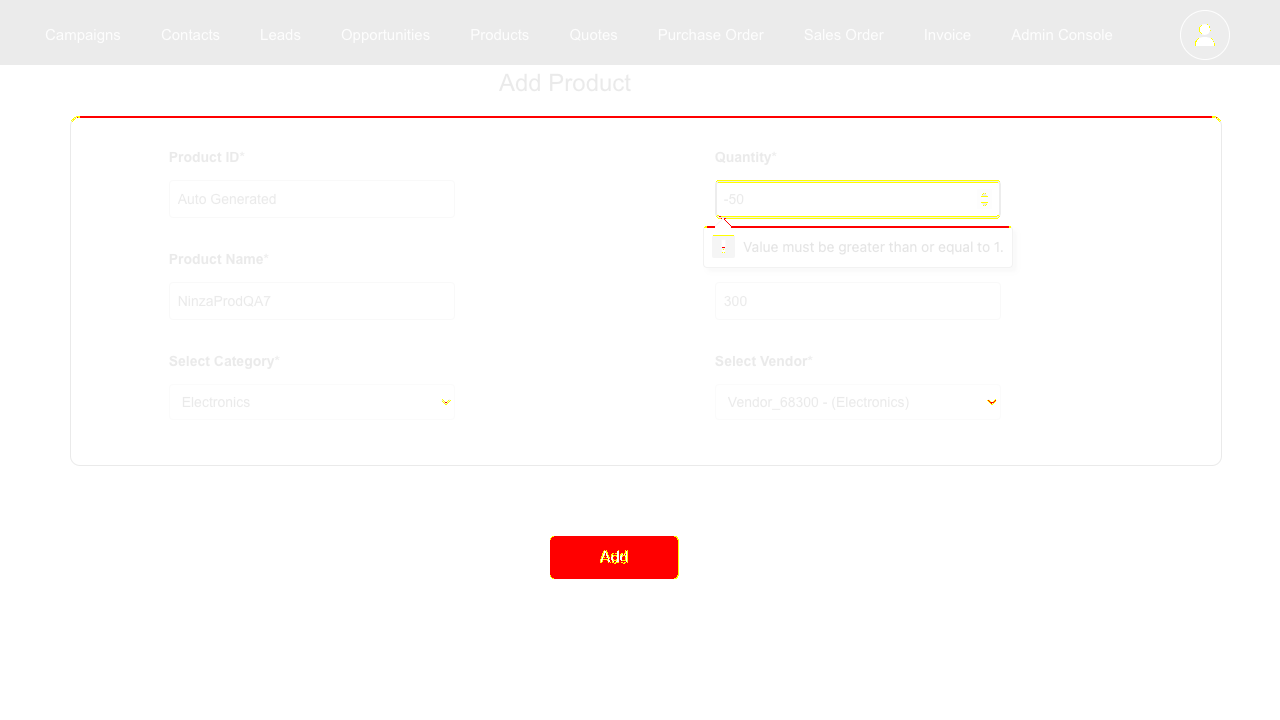 Campaigns Contacts Leads Opportunities Products Quotes Purchase Order Sales Order Invoice Admin Console
Add Product
Product ID* Quantity*
Auto Generated -50
Value must be greater than or equal to 1.
Product Name*
NinzaProdQA7 300
Select Category* Select Vendor*
Electronics Vendor_68300 - (Electronics)
Add